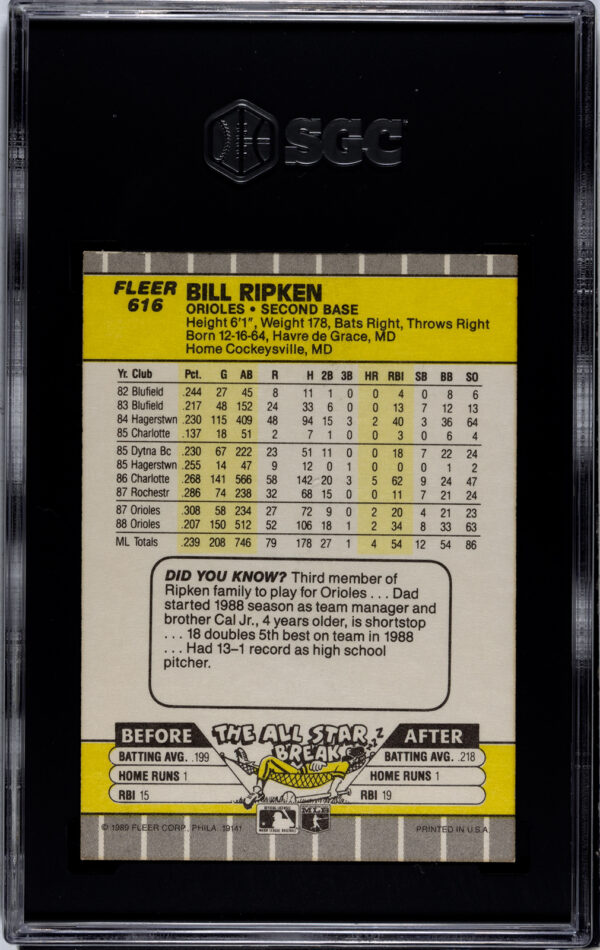 SGC
FLEER
616
BILL RIPKEN
ORIOLES • SECOND BASE
Height 6'1", Weight 178, Bats Right, Throws Right
Born 12-16-64, Havre de Grace, MD
Home Cockeysville, MD
Yr. Club Pct. G AB R H 2B 3B HR RBI SB BB SO
82 Blufield .244 27 45 8 11 1 0 0 4 0 8 6
83 Blufield .217 48 152 24 33 6 0 0 13 7 12 13
84 Hagerstwn .230 115 409 48 94 15 3 2 40 3 36 64
85 Charlotte .137 18 51 2 7 1 0 0 3 0 6 4
85 Dytna Bc .230 67 222 23 51 11 0 0 18 7 22 24
85 Hagerstwn .255 14 47 9 12 0 1 0 0 0 1 2
86 Charlotte .268 141 566 58 142 20 3 5 62 9 24 47
87 Rochestr .286 74 238 32 68 15 0 0 11 7 21 24
87 Orioles .308 58 234 27 72 9 0 2 20 4 21 23
88 Orioles .207 150 512 52 106 18 1 2 34 8 33 63
ML Totals .239 208 746 79 178 27 1 4 54 12 54 86
DID YOU KNOW? Third member of
Ripken family to play for Orioles . . . Dad
started 1988 season as team manager and
brother Cal Jr., 4 years older, is shortstop
. . . 18 doubles 5th best on team in 1988
. . . Had 13-1 record as high school
pitcher.
BEFORE
THE ALL STAR
BREAK
AFTER
BATTING AVG. .199
HOME RUNS 1
RBI 15
BATTING AVG. .218
HOME RUNS 1
RBI 19
© 1989 FLEER CORP., PHILA. 19141
MLB
PRINTED IN U.S.A.